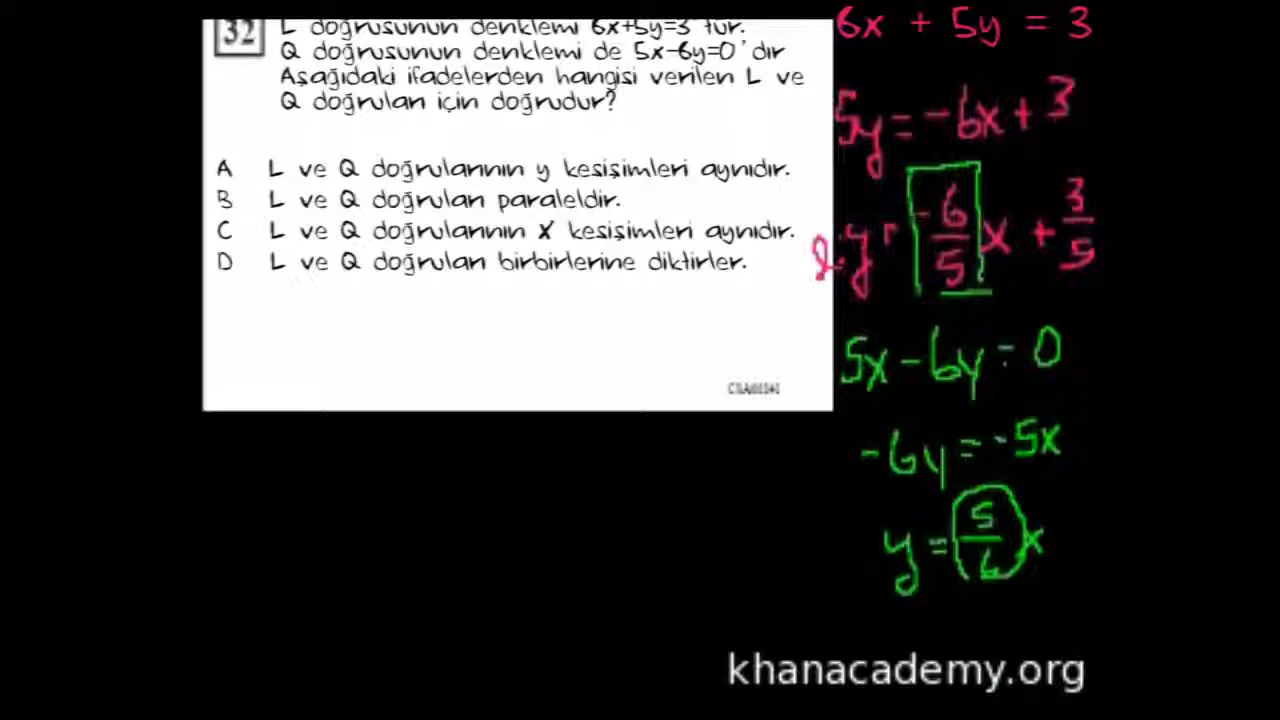 32
L doğrusunun denklemi 6x+5y=3 tür.
Q doğrusunun denklemi de 5x-6y=0'dır
Aşağıdaki ifadelerden hangisi verilen L ve
Q doğruları için doğrudur?
A L ve Q doğrularının y kesişimleri aynıdır.
B L ve Q doğruları paraleldir.
C L ve Q doğrularının X kesişimleri aynıdır.
D L ve Q doğruları birbirlerine diktirler.
6x + 5y = 3
5y = -6x + 3
y = -6/5 x + 3/5
5x - 6y = 0
-6y = -5x
y = 5/6 x
khanacademy.org